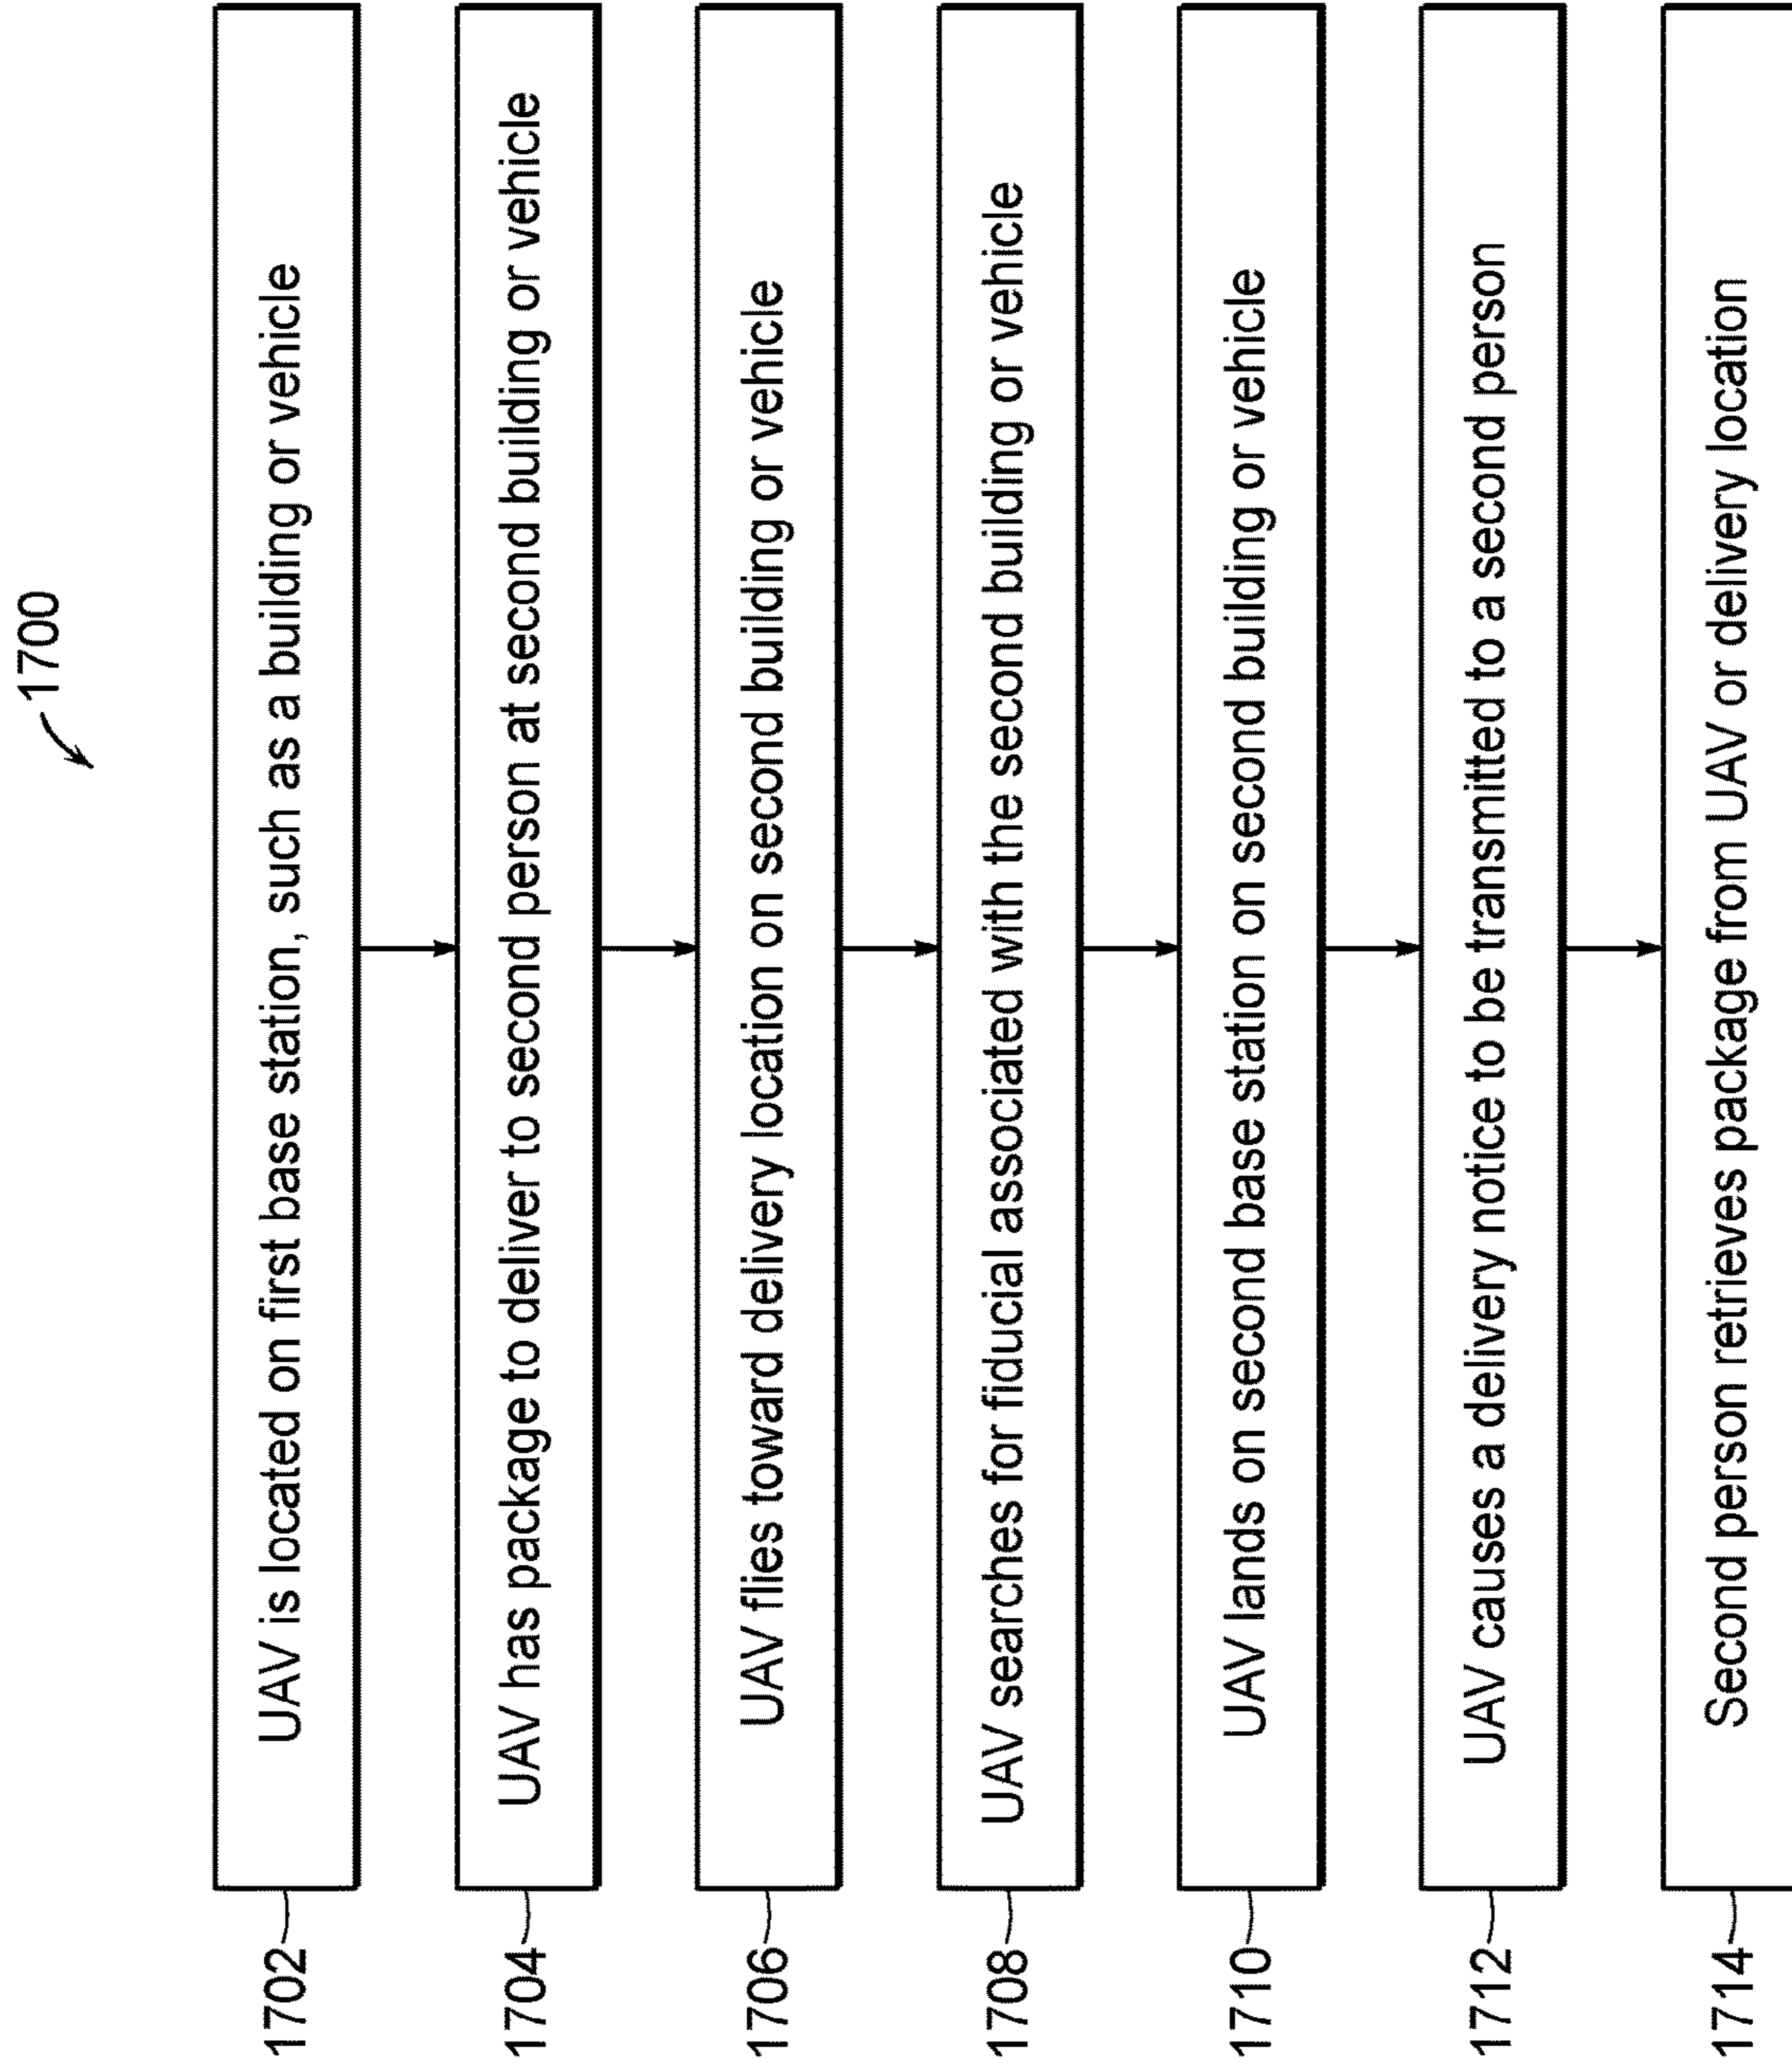 1700
1702
UAV is located on first base station, such as a building or vehicle
1704
UAV has package to deliver to second person at second building or vehicle
1706
UAV flies toward delivery location on second building or vehicle
1708
UAV searches for fiducial associated with the second building or vehicle
1710
UAV lands on second base station on second building or vehicle
1712
UAV causes a delivery notice to be transmitted to a second person
1714
Second person retrieves package from UAV or delivery location